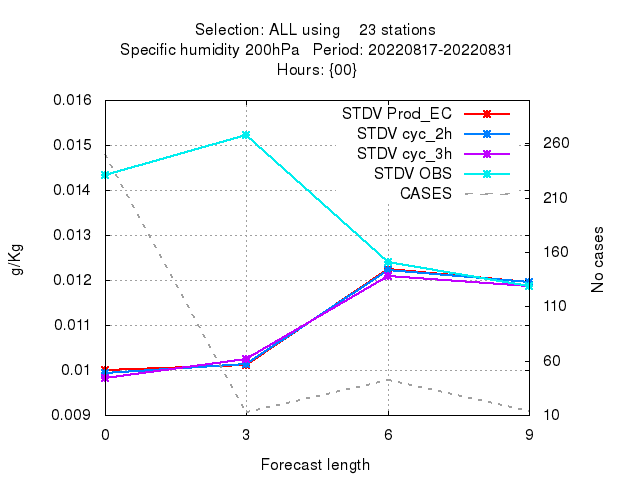 Selection: ALL using    23 stations
Specific humidity 200hPa   Period: 20220817-20220831
Hours: {00}
STDV Prod_EC
STDV cyc_2h
STDV cyc_3h
STDV OBS
CASES
0.016
0.015
0.014
0.013
0.012
0.011
0.01
0.009
g/Kg
260
210
160
110
60
10
No cases
0 3 6 9
Forecast length